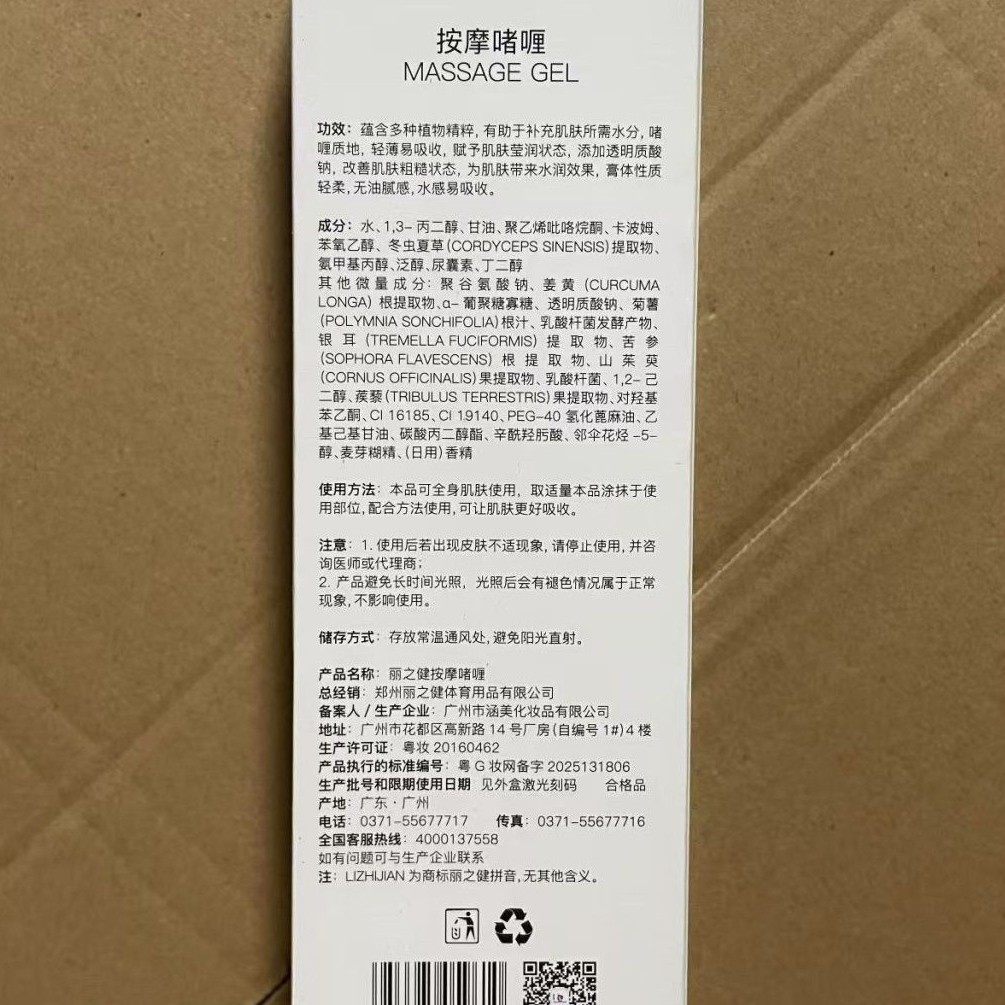 按摩啫喱
MASSAGE GEL
功效：蕴含多种植物精粹，有助于补充肌肤所需水分，啫
喱质地，轻薄易吸收，赋予肌肤莹润状态，添加透明质酸
钠，改善肌肤粗糙状态，为肌肤带来水润效果，膏体性质
轻柔，无油腻感，水感易吸收。
成分：水、1,3-丙二醇、甘油、聚乙烯吡咯烷酮、卡波姆、
苯氧乙醇、冬虫夏草(CORDYCEPS SINENSIS)提取物、
氨甲基丙醇、泛醇、尿囊素、丁二醇
其他微量成分：聚谷氨酸钠、姜黄(CURCUMA
LONGA)根提取物、α-葡聚糖寡糖、透明质酸钠、菊薯
(POLYMNIA SONCHIFOLIA)根汁、乳酸杆菌发酵产物、
银耳(TREMELLA FUCIFORMIS)提取物、苦参
(SOPHORA FLAVESCENS)根提取物、山茱萸
(CORNUS OFFICINALIS)果提取物、乳酸杆菌、1,2-己
二醇、蒺藜(TRIBULUS TERRESTRIS)果提取物、对羟基
苯乙酮、CI 16185、CI 19140、PEG-40 氢化蓖麻油、乙
基己基甘油、碳酸丙二醇酯、辛酰羟肟酸、邻伞花烃-5-
醇、麦芽糊精、(日用)香精
使用方法：本品可全身肌肤使用，取适量本品涂抹于使
用部位，配合方法使用，可让肌肤更好吸收。
注意：1.使用后若出现皮肤不适现象，请停止使用，并咨
询医师或代理商；
2.产品避免长时间光照，光照后会有褪色情况属于正常
现象，不影响使用。
储存方式：存放常温通风处，避免阳光直射。
产品名称：丽之健按摩啫喱
总经销：郑州丽之健体育用品有限公司
备案人/生产企业：广州市涵美化妆品有限公司
地址：广州市花都区高新路14号厂房(自编号1#)4楼
生产许可证：粤妆20160462
产品执行的标准编号：粤G妆网备字2025131806
生产批号和限期使用日期 见外盒激光刻码 合格品
产地：广东·广州
电话：0371-55677717 传真：0371-55677716
全国客服热线：4000137558
如有问题可与生产企业联系
注：LIZHIJIAN为商标丽之健拼音，无其他含义。